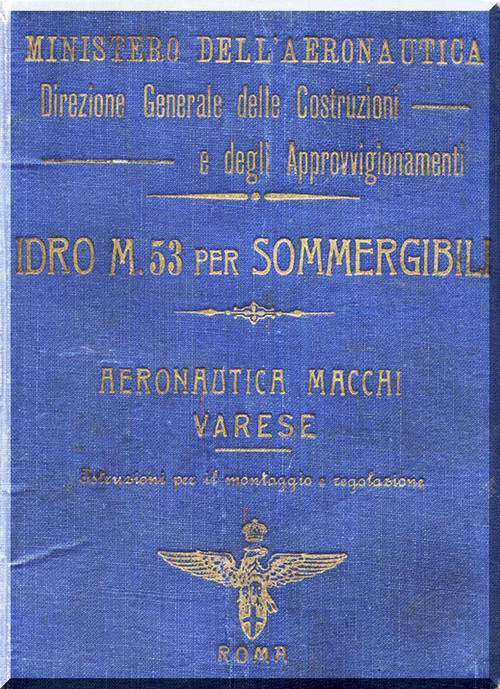 MINISTERO DELL'AERONAUTICA
Direzione Generale delle Costruzioni
e degli Approvvigionamenti
IDRO M. 53 PER SOMMERGIBILI
AERONAUTICA MACCHI
VARESE
Istruzioni per il montaggio e regolazione
ROMA